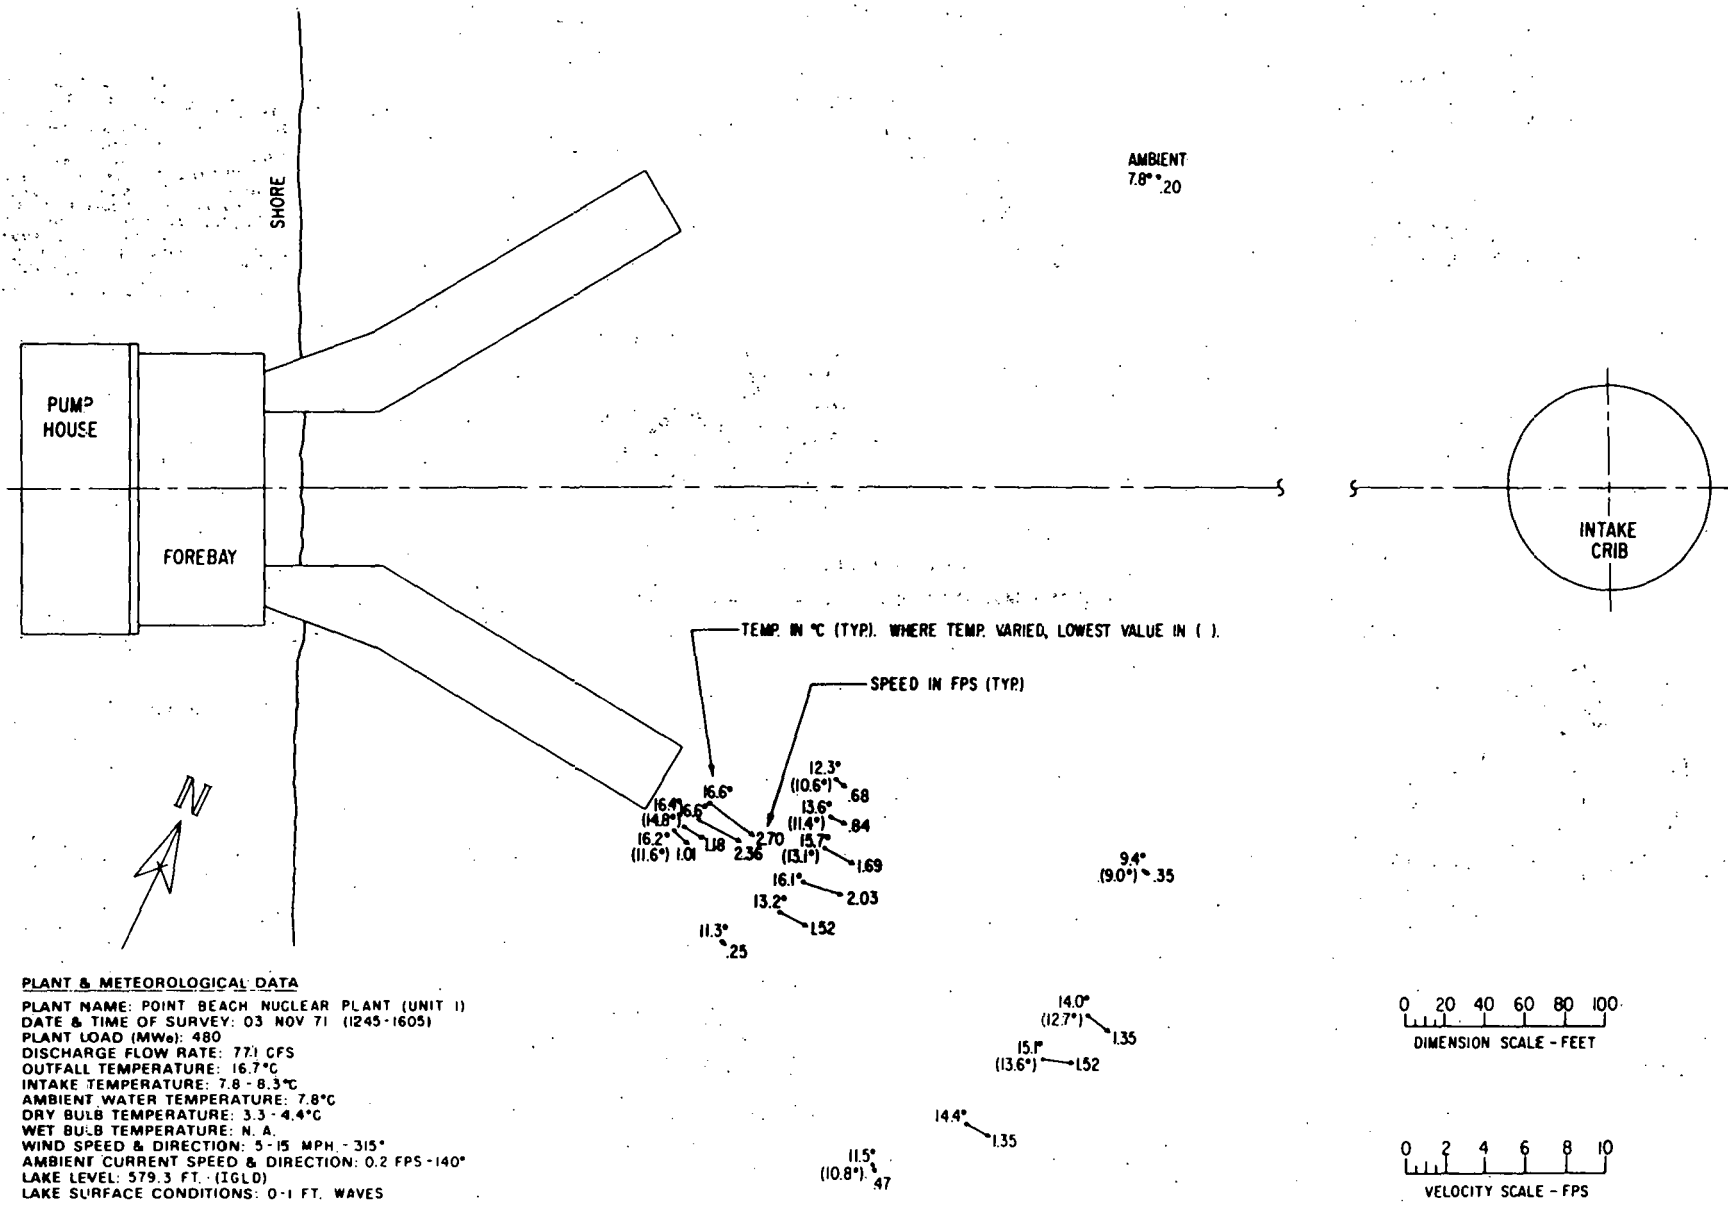 AMBIENT
7.8° .20
SHORE
PUMP
HOUSE
FOREBAY
INTAKE
CRIB
TEMP. IN °C (TYP.). WHERE TEMP. VARIED, LOWEST VALUE IN ( ).
SPEED IN FPS (TYP.)
N
12.3°
(10.6°) .68
16.6°
16.4° 16.6°
(14.8°) 1.18
13.6°
(11.4°) .84
16.2°
(11.6°) 1.01
2.36 2.70
15.7°
(13.1°) 1.69
16.1° 2.03
13.2° 1.52
11.3° .25
9.4°
(9.0°) .35
14.0°
(12.7°) 1.35
15.1°
(13.6°) 1.52
14.4° 1.35
11.5°
(10.8°) .47
PLANT & METEOROLOGICAL DATA
PLANT NAME: POINT BEACH NUCLEAR PLANT (UNIT 1)
DATE & TIME OF SURVEY: 03 NOV 71 (1245-1605)
PLANT LOAD (MWe): 480
DISCHARGE FLOW RATE: 771 CFS
OUTFALL TEMPERATURE: 16.7°C
INTAKE TEMPERATURE: 7.8 - 8.3°C
AMBIENT WATER TEMPERATURE: 7.8°C
DRY BULB TEMPERATURE: 3.3 - 4.4°C
WET BULB TEMPERATURE: N. A.
WIND SPEED & DIRECTION: 5-15 MPH. - 315°
AMBIENT CURRENT SPEED & DIRECTION: 0.2 FPS - 140°
LAKE LEVEL: 579.3 FT. (IGLD)
LAKE SURFACE CONDITIONS: 0-1 FT. WAVES
0 20 40 60 80 100
DIMENSION SCALE - FEET
0 2 4 6 8 10
VELOCITY SCALE - FPS